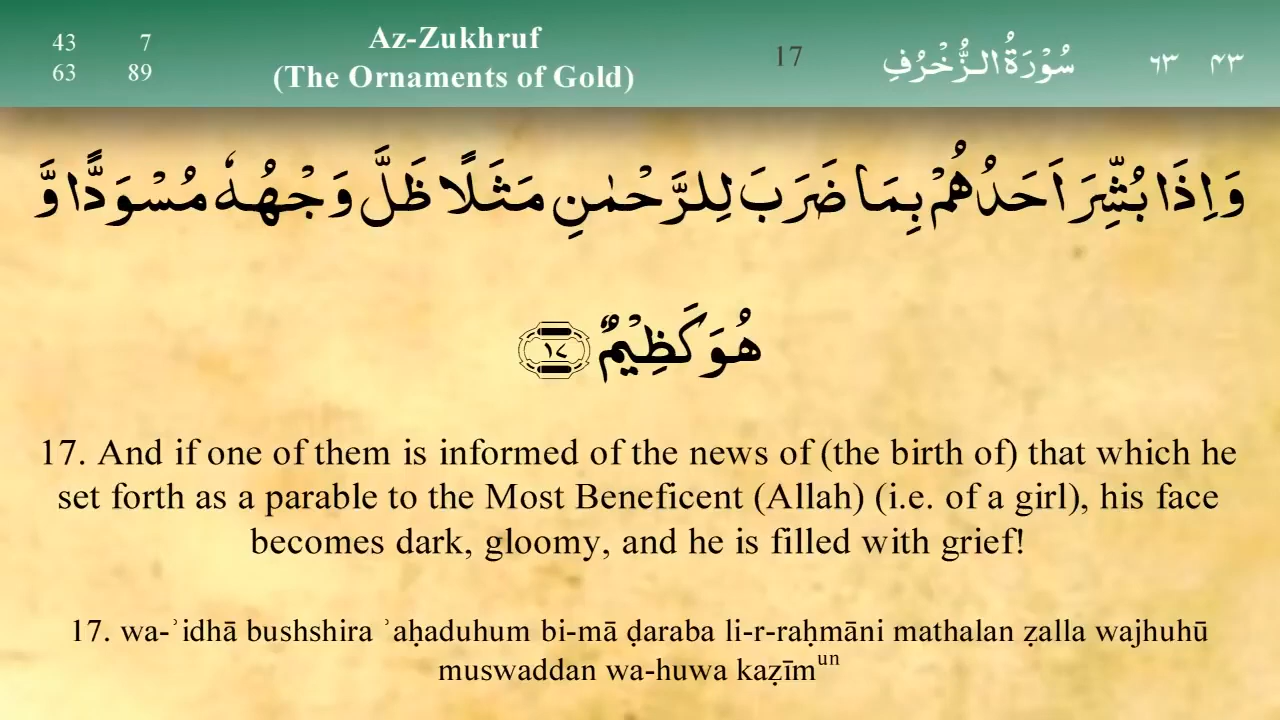 43 7
63 89
Az-Zukhruf
(The Ornaments of Gold)
17
سُوْرَةُ الزُّخْرُفِ
٦٣ ۴۳
وَاِذَا بُشِّرَ اَحَدُهُمْ بِمَا ضَرَبَ لِلرَّحْمٰنِ مَثَلًا ظَلَّ وَجْهُهٗ مُسْوَدًّا وَّ
هُوَ كَظِيْمٌ ١٧
17. And if one of them is informed of the news of (the birth of) that which he
set forth as a parable to the Most Beneficent (Allah) (i.e. of a girl), his face
becomes dark, gloomy, and he is filled with grief!
17. wa-ʾidhā bushshira ʾaḥaduhum bi-mā ḍaraba li-r-raḥmāni mathalan ẓalla wajhuhū
muswaddan wa-huwa kaẓīmun